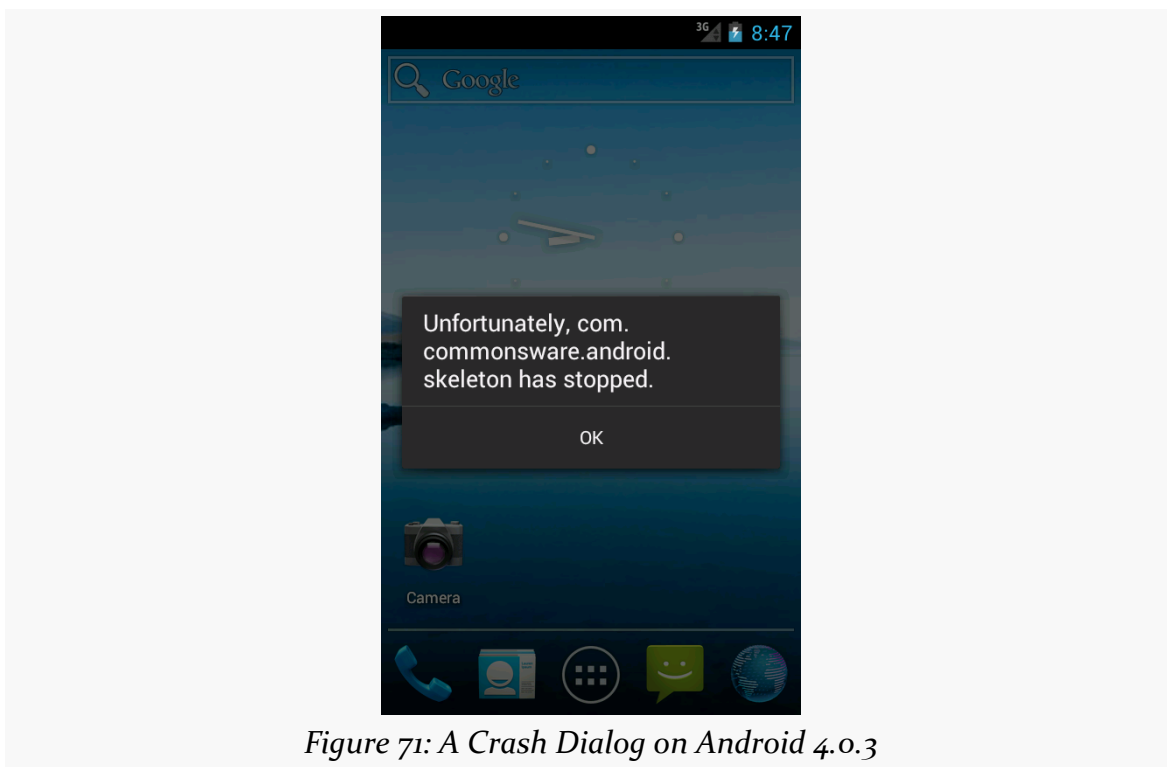 3G 8:47
Google
Unfortunately, com.
commonsware.android.
skeleton has stopped.
OK
Camera
Figure 71: A Crash Dialog on Android 4.0.3